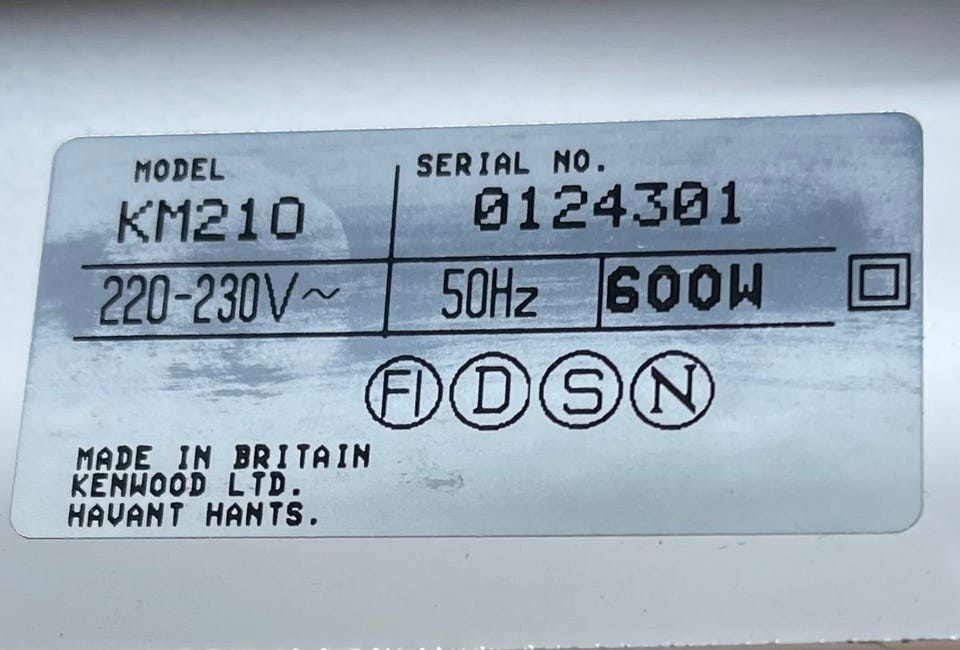 MODEL
KM210
SERIAL NO.
0124301
220-230V~
50Hz
600W
FI D S N
MADE IN BRITAIN
KENWOOD LTD.
HAVANT HANTS.